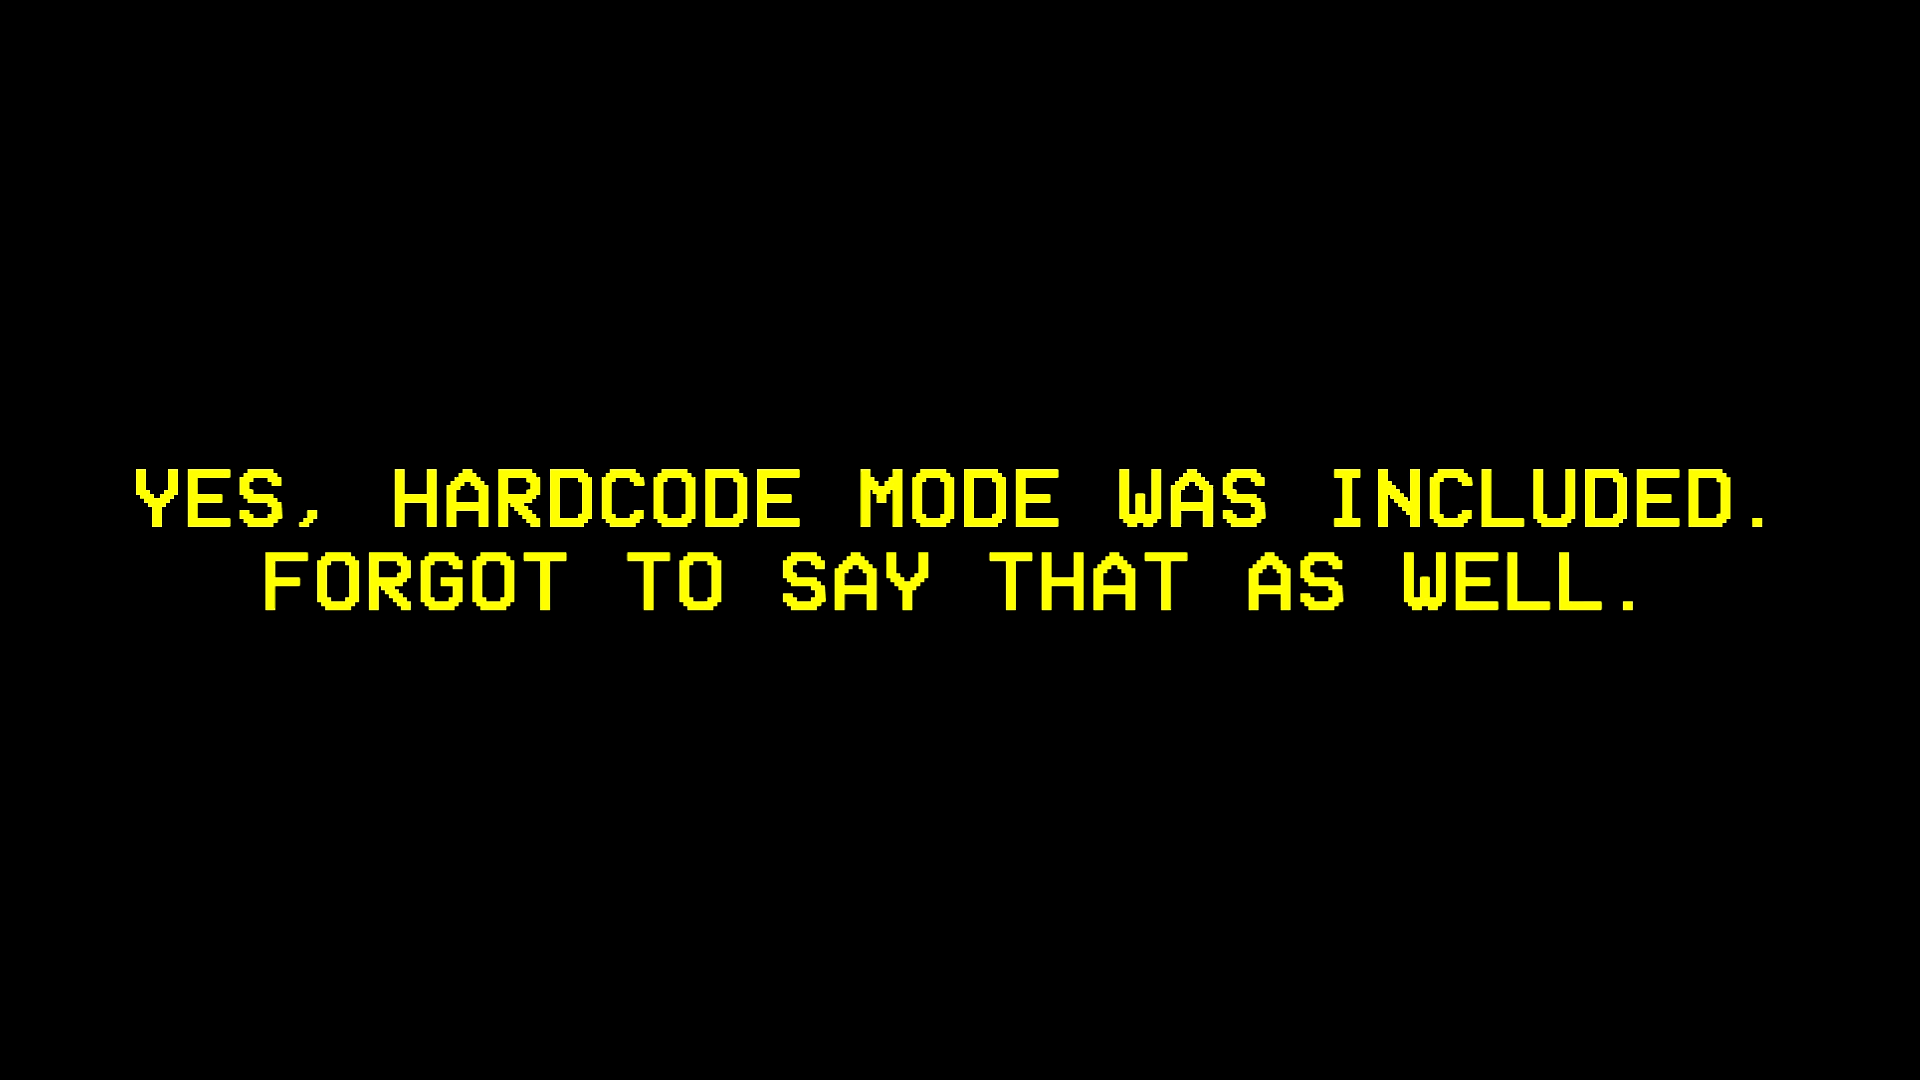 YES, HARDCODE MODE WAS INCLUDED.
FORGOT TO SAY THAT AS WELL.